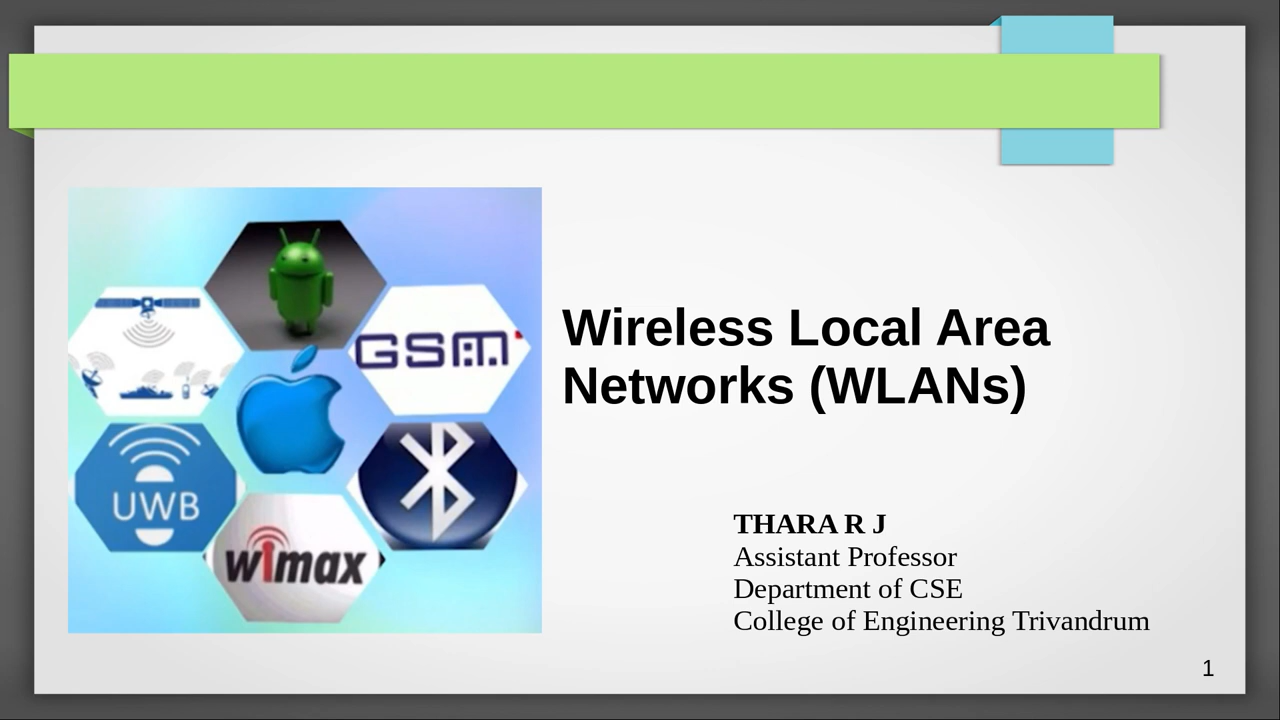 GSM
UWB
wimax
Wireless Local Area
Networks (WLANs)
THARA R J
Assistant Professor
Department of CSE
College of Engineering Trivandrum
1